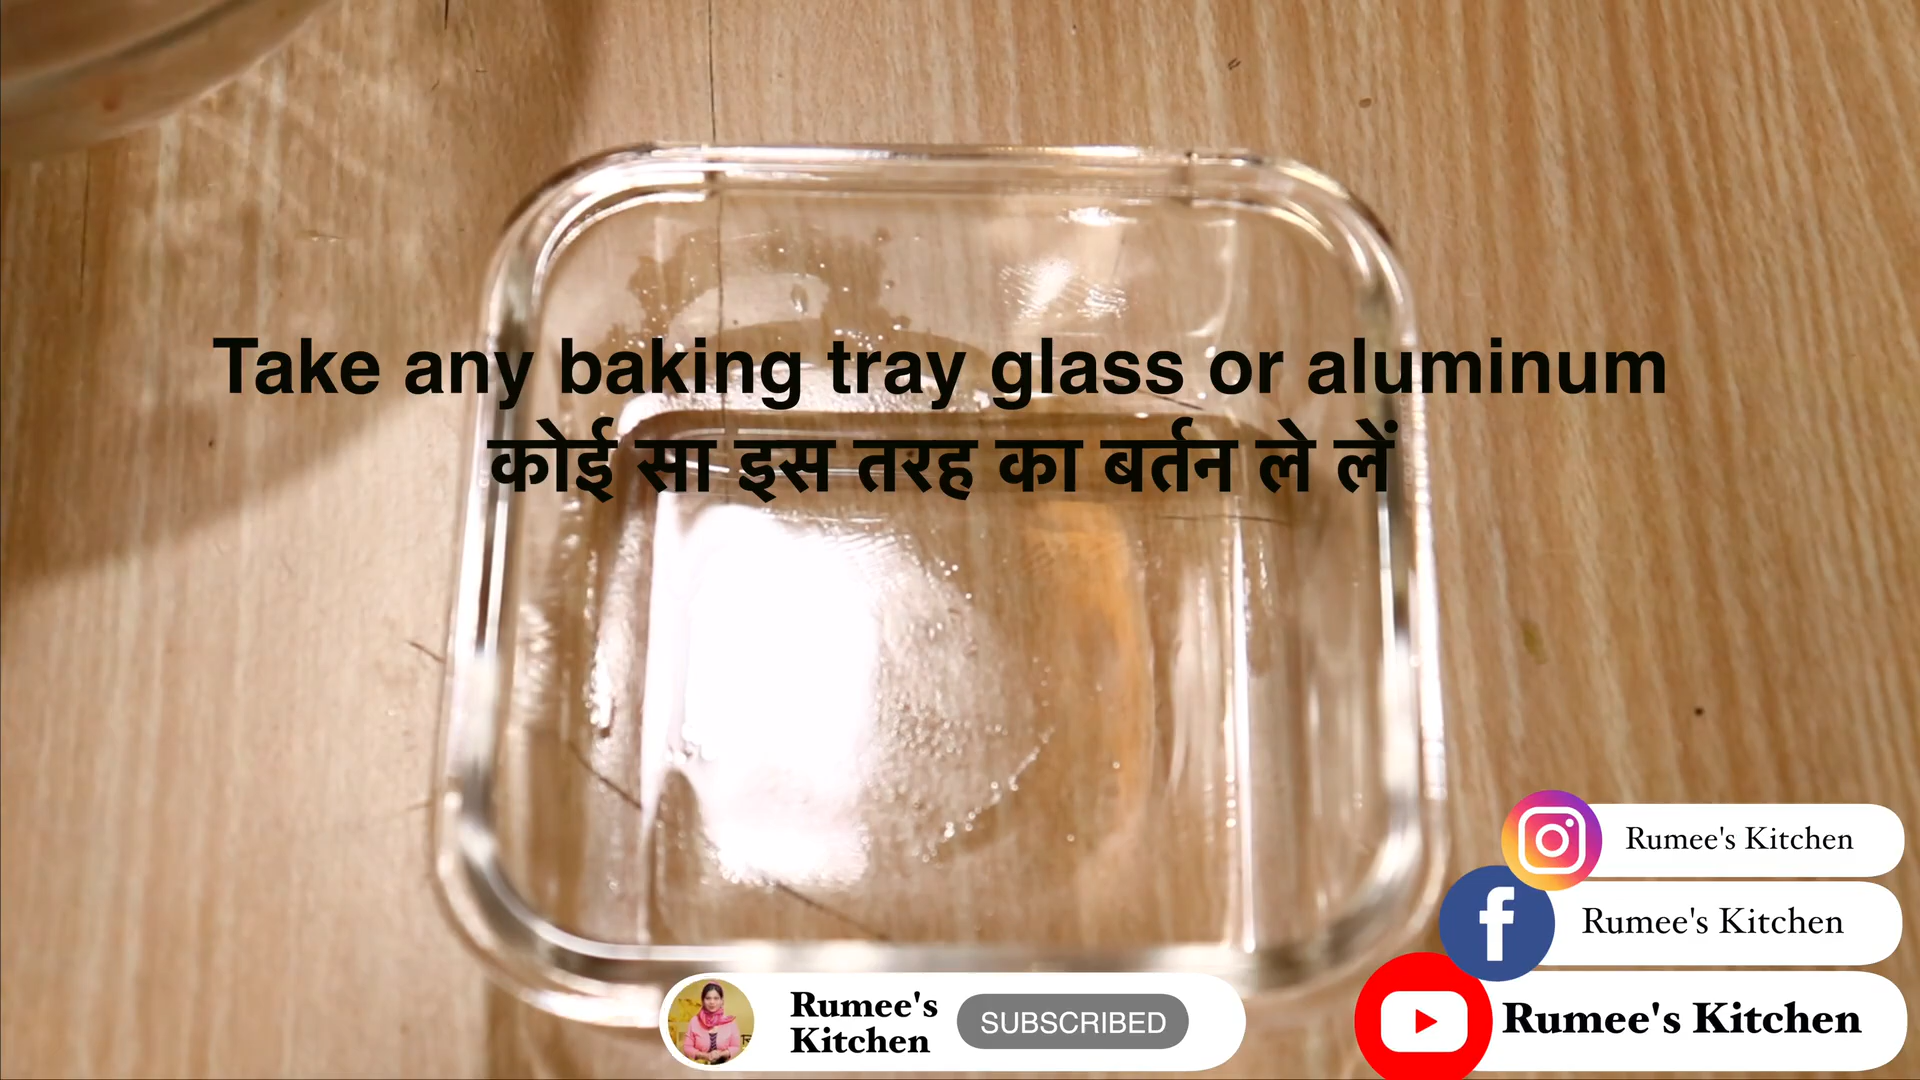 Take any baking tray glass or aluminum
कोई सा इस तरह का बर्तन ले लें
Rumee's Kitchen
Rumee's Kitchen
Rumee's Kitchen
Rumee's
Kitchen
SUBSCRIBED